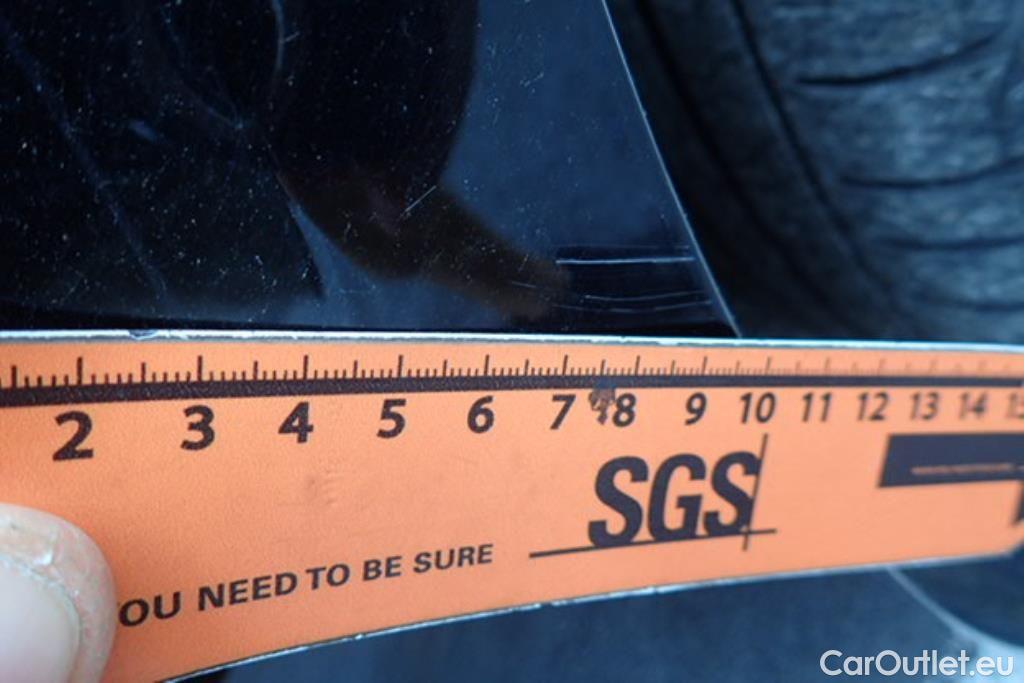 2 3 4 5 6 7 8 9 10 11 12 13 14 15
SGS
OU NEED TO BE SURE
CarOutlet.eu